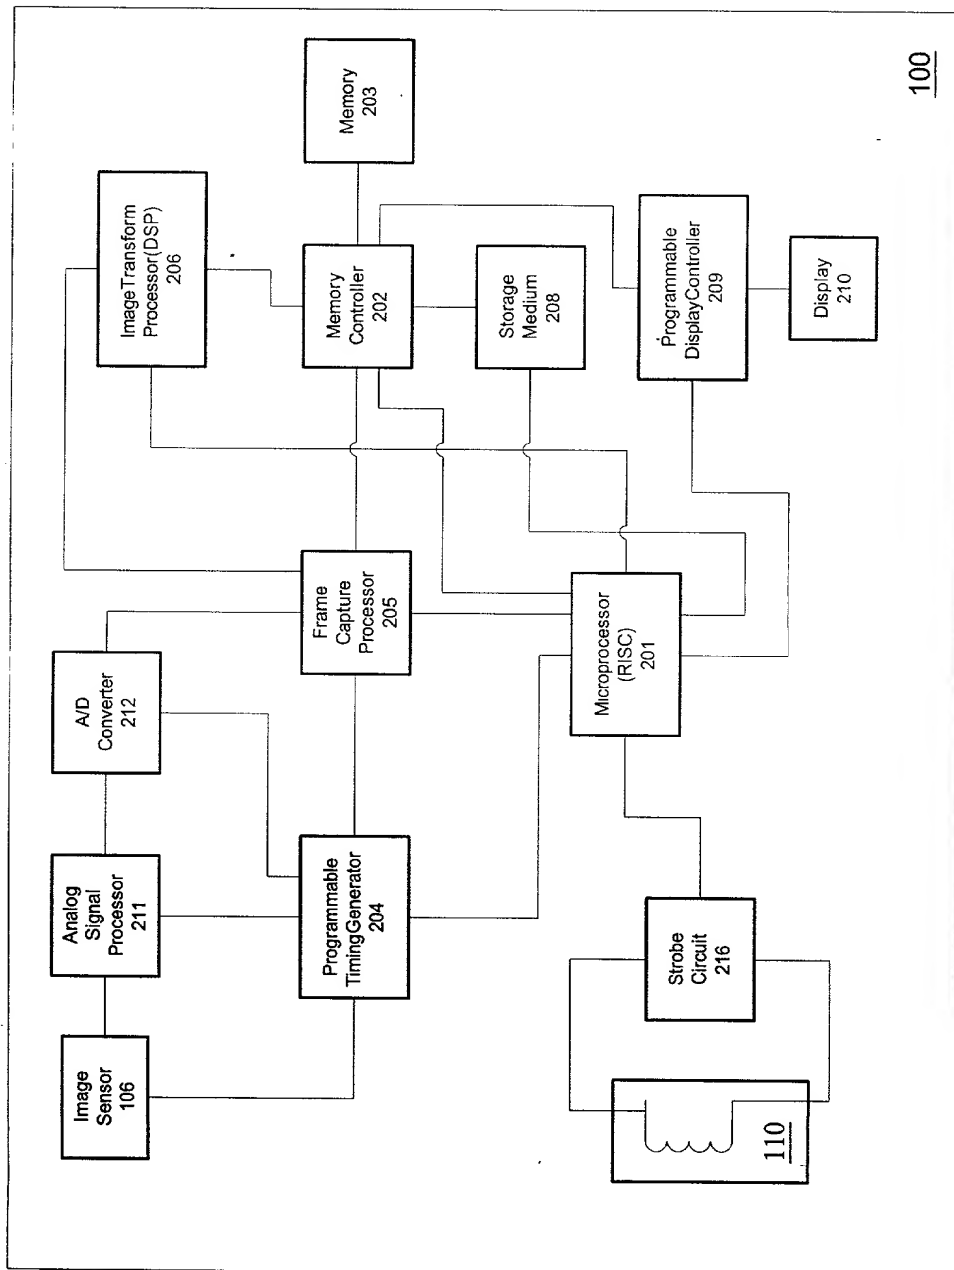 Image
Sensor
106
Analog
Signal
Processor
211
A/D
Converter
212
ImageTransform
Processor(DSP)
206
Programmable
TimingGenerator
204
Frame
Capture
Processor
205
Memory
Controller
202
Memory
203
Storage
Medium
208
Strobe
Circuit
216
Microprocessor
(RISC)
201
Programmable
DisplayController
209
110
Display
210
100